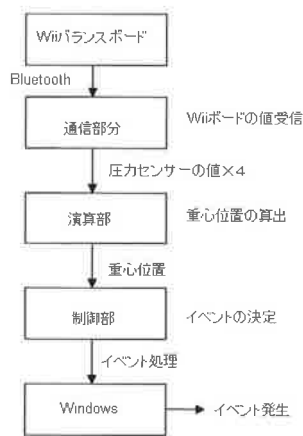 Wiiバランスボード
Bluetooth
通信部分
Wiiボードの値受信
圧力センサーの値×4
演算部
重心位置の算出
重心位置
制御部
イベントの決定
イベント処理
Windows
イベント発生